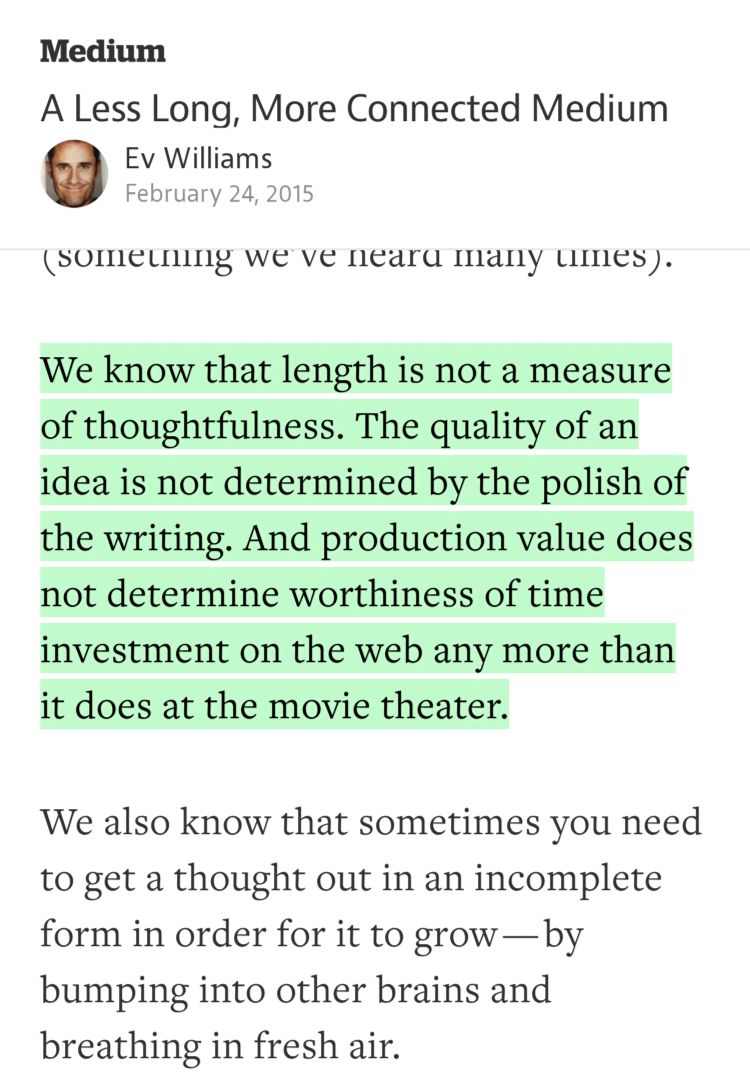 Medium
A Less Long, More Connected Medium
Ev Williams
February 24, 2015
(something we've heard many times).
We know that length is not a measure
of thoughtfulness. The quality of an
idea is not determined by the polish of
the writing. And production value does
not determine worthiness of time
investment on the web any more than
it does at the movie theater.
We also know that sometimes you need
to get a thought out in an incomplete
form in order for it to grow — by
bumping into other brains and
breathing in fresh air.